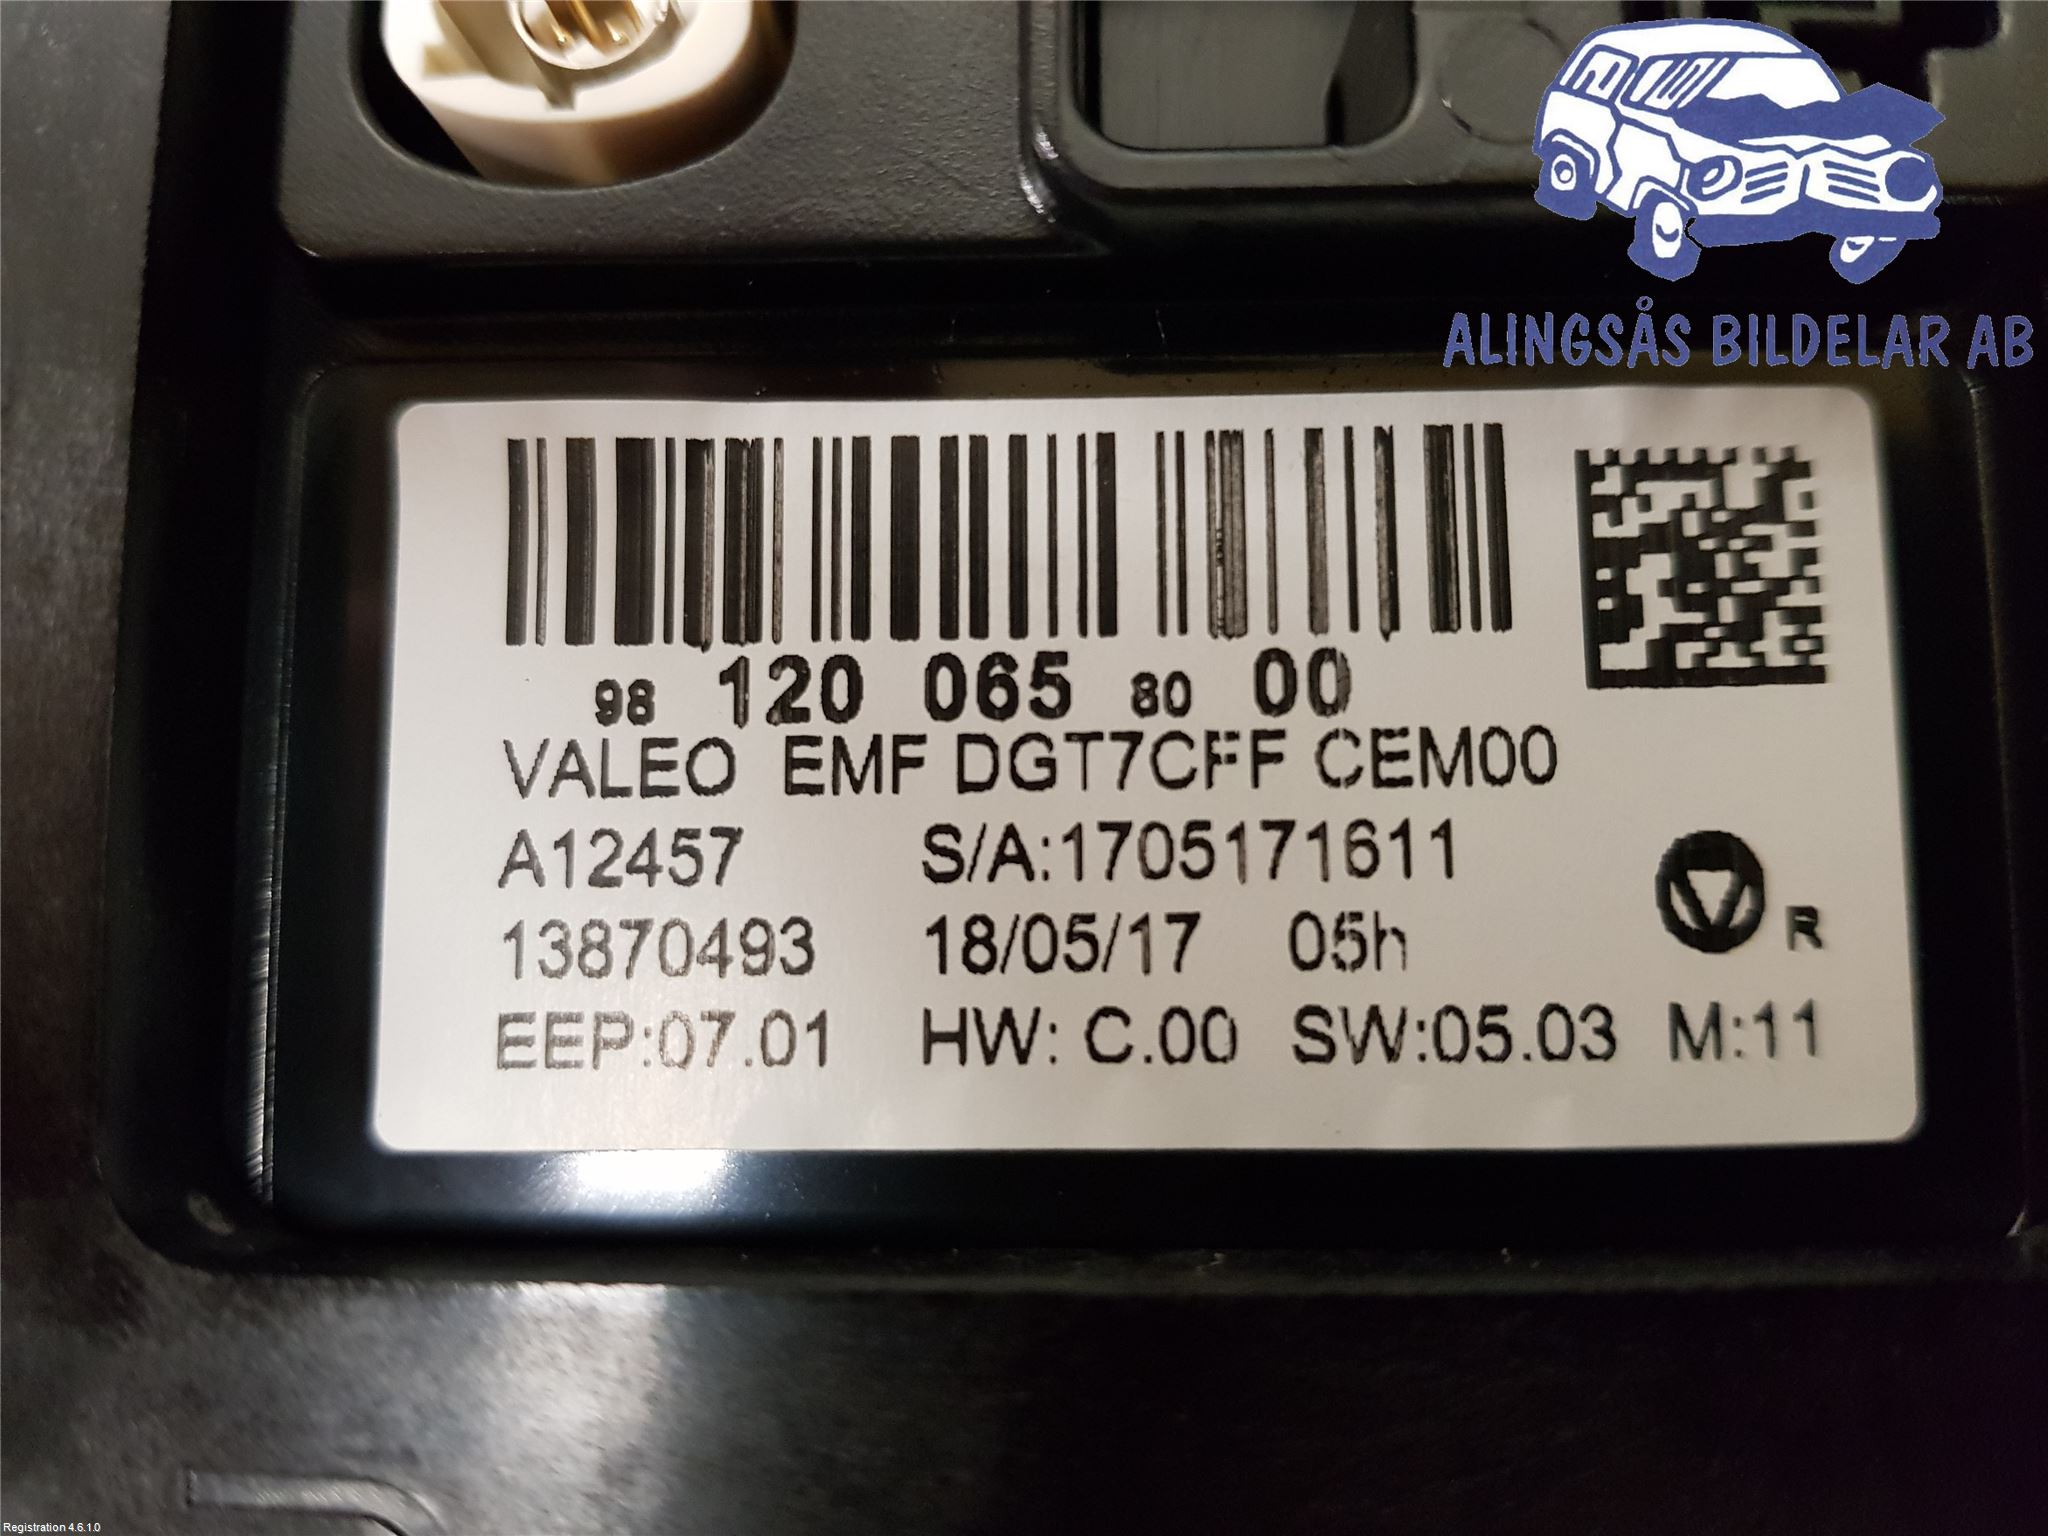 ALINGSÅS BILDELAR AB
98 120 065 80 00
VALEO EMF DGT7CFF CEM00
A12457 S/A:1705171611
13870493 18/05/17 05h
R
EEP:07.01 HW: C.00 SW:05.03 M:11
Registration 4.6.1.0